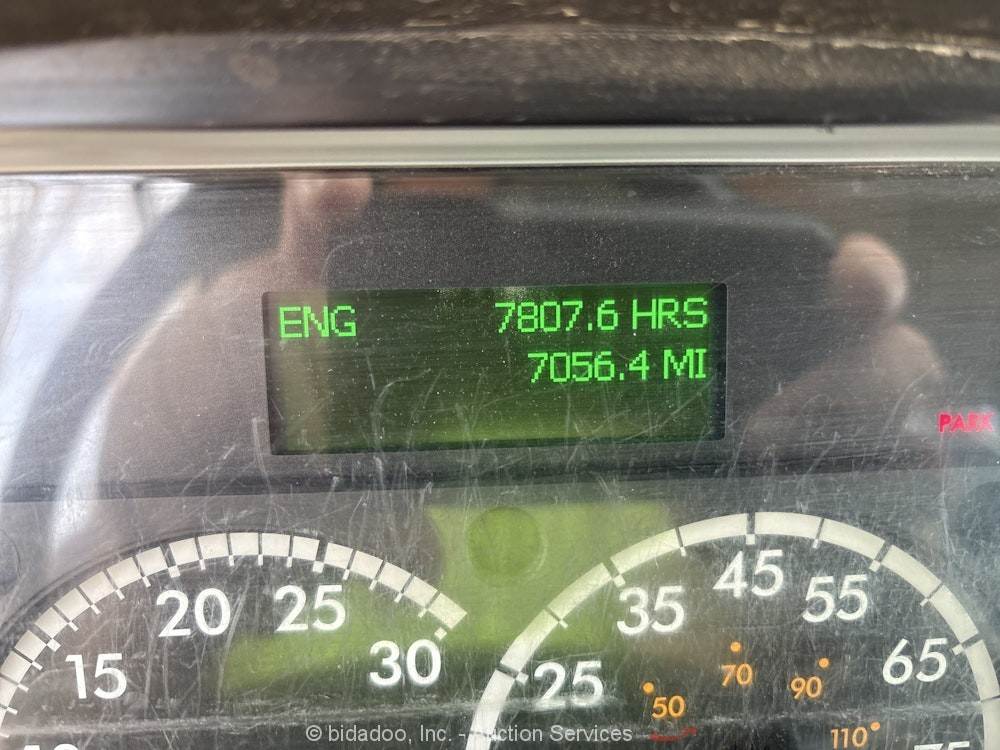 ENG 7807.6 HRS
7056.4 MI
PARK
15 20 25 30
25 35 45 55 65
50 70 90 110
© bidadoo, Inc. - Auction Services